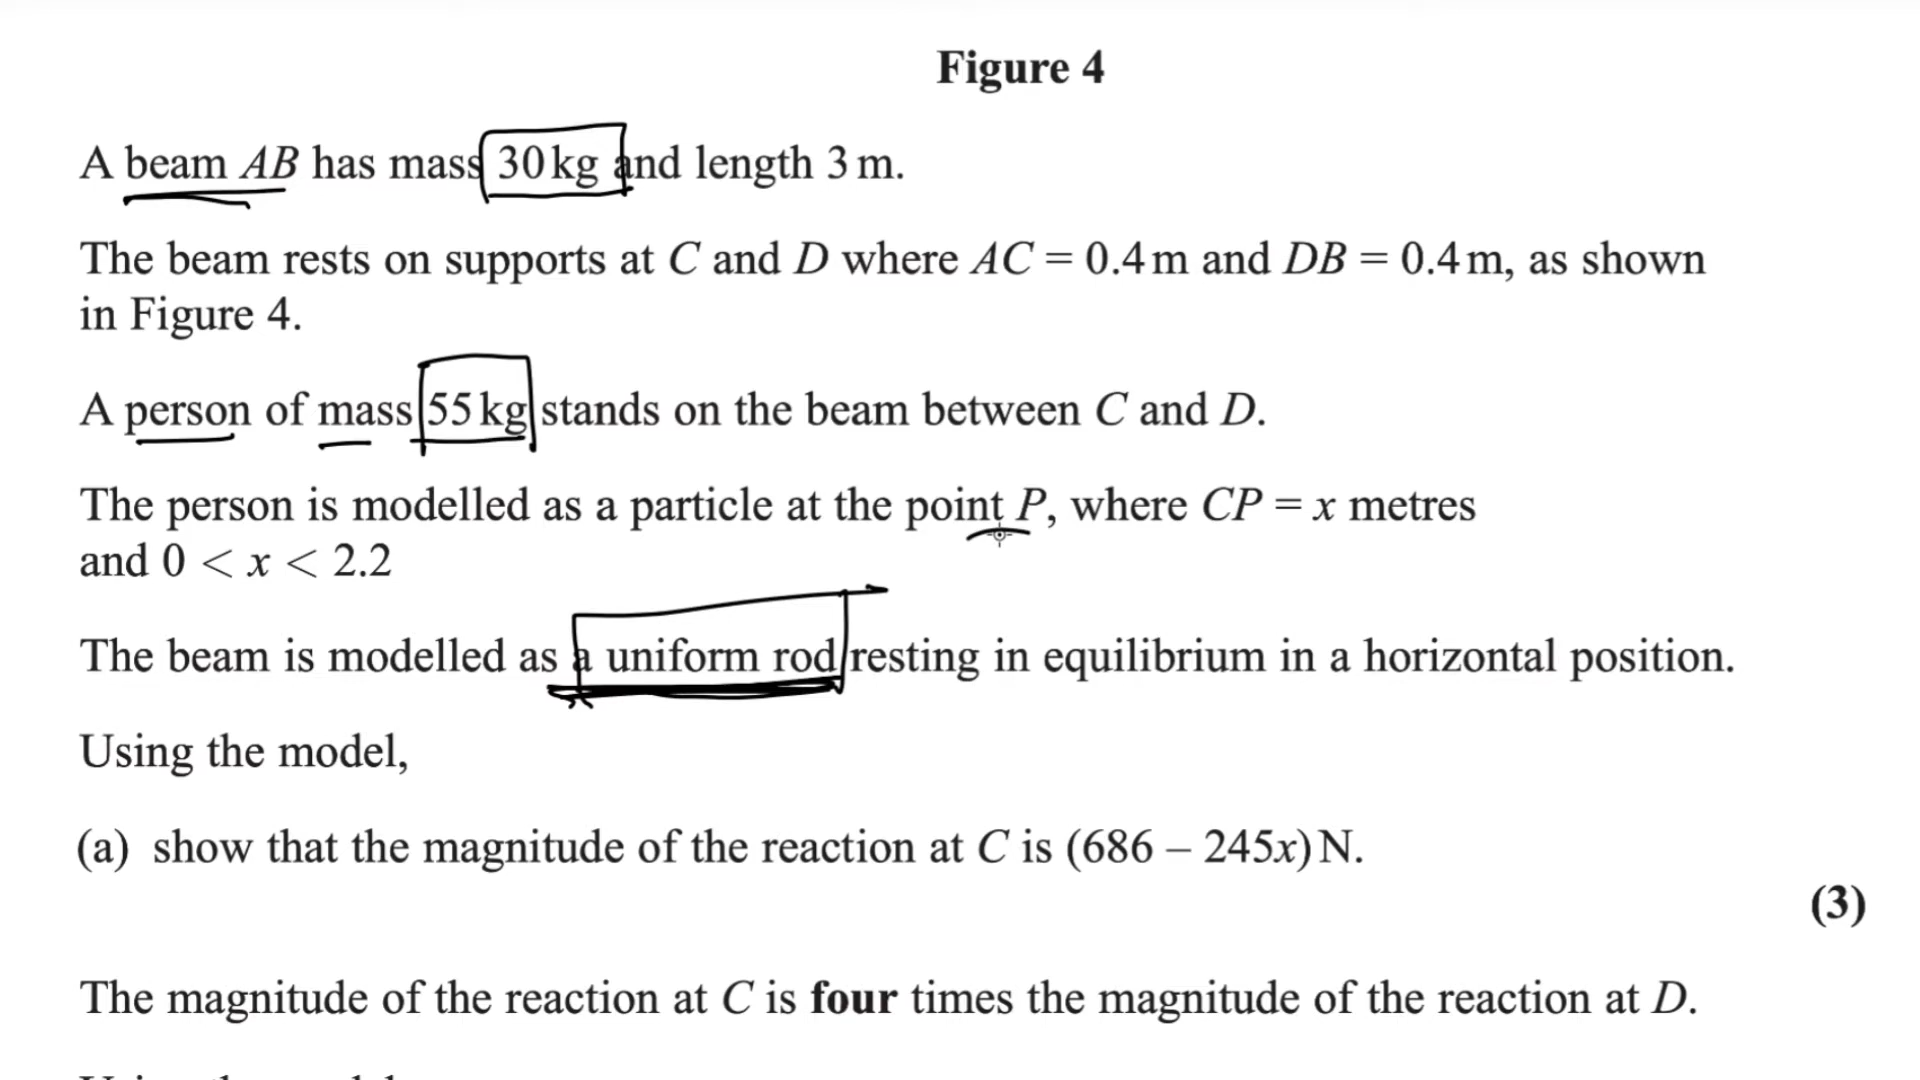 Figure 4
A beam AB has mass 30 kg and length 3 m.
The beam rests on supports at C and D where AC = 0.4 m and DB = 0.4 m, as shown
in Figure 4.
A person of mass 55 kg stands on the beam between C and D.
The person is modelled as a particle at the point P, where CP = x metres
and 0 < x < 2.2
The beam is modelled as a uniform rod resting in equilibrium in a horizontal position.
Using the model,
(a) show that the magnitude of the reaction at C is (686 – 245x) N.
(3)
The magnitude of the reaction at C is four times the magnitude of the reaction at D.